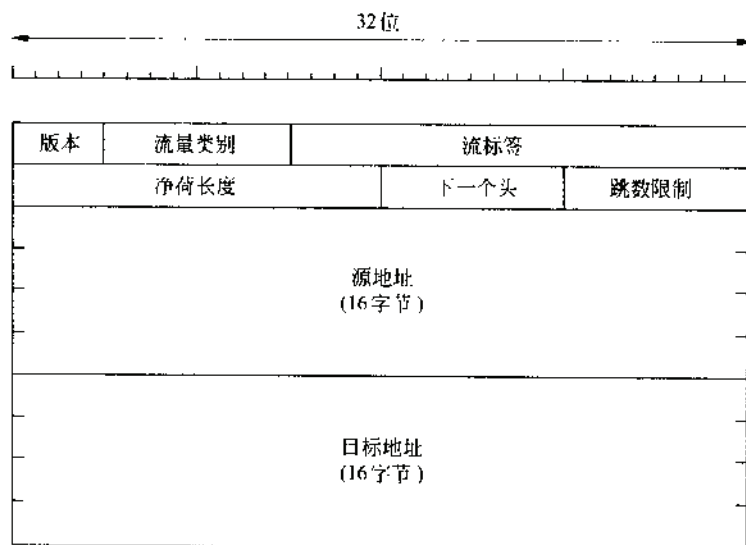 32位
版本 流量类别 流标签
净荷长度 下一个头 跳数限制
源地址
(16字节)
目标地址
(16字节)